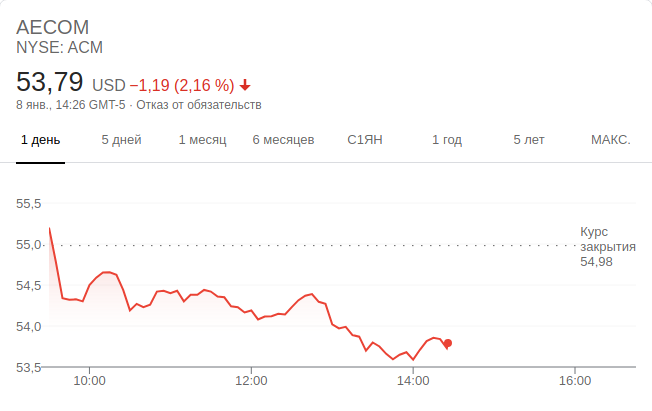 AECOM
NYSE: ACM
53,79 USD −1,19 (2,16 %)
8 янв., 14:26 GMT-5 · Отказ от обязательств
1 день 5 дней 1 месяц 6 месяцев С1ЯН 1 год 5 лет МАКС.
55,5
Курс
55,0 закрытия
54,98
54,5
54,0
53,5
10:00 12:00 14:00 16:00